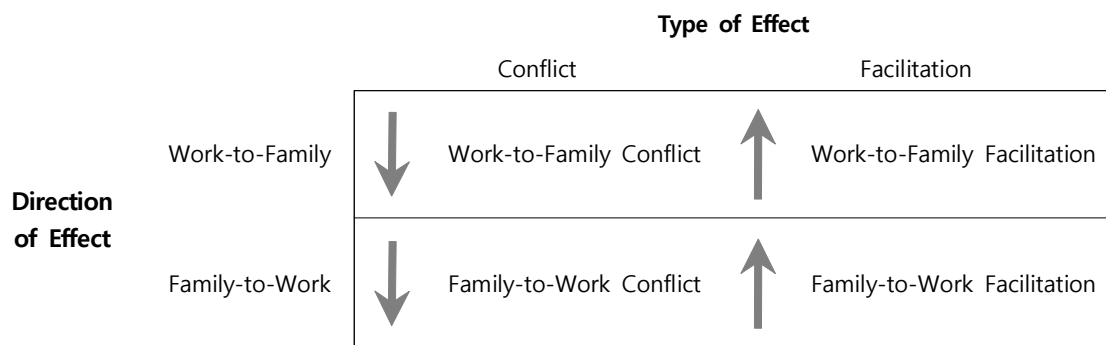 Type of Effect
Conflict Facilitation
Work-to-Family Work-to-Family Conflict Work-to-Family Facilitation
Direction
of Effect
Family-to-Work Family-to-Work Conflict Family-to-Work Facilitation